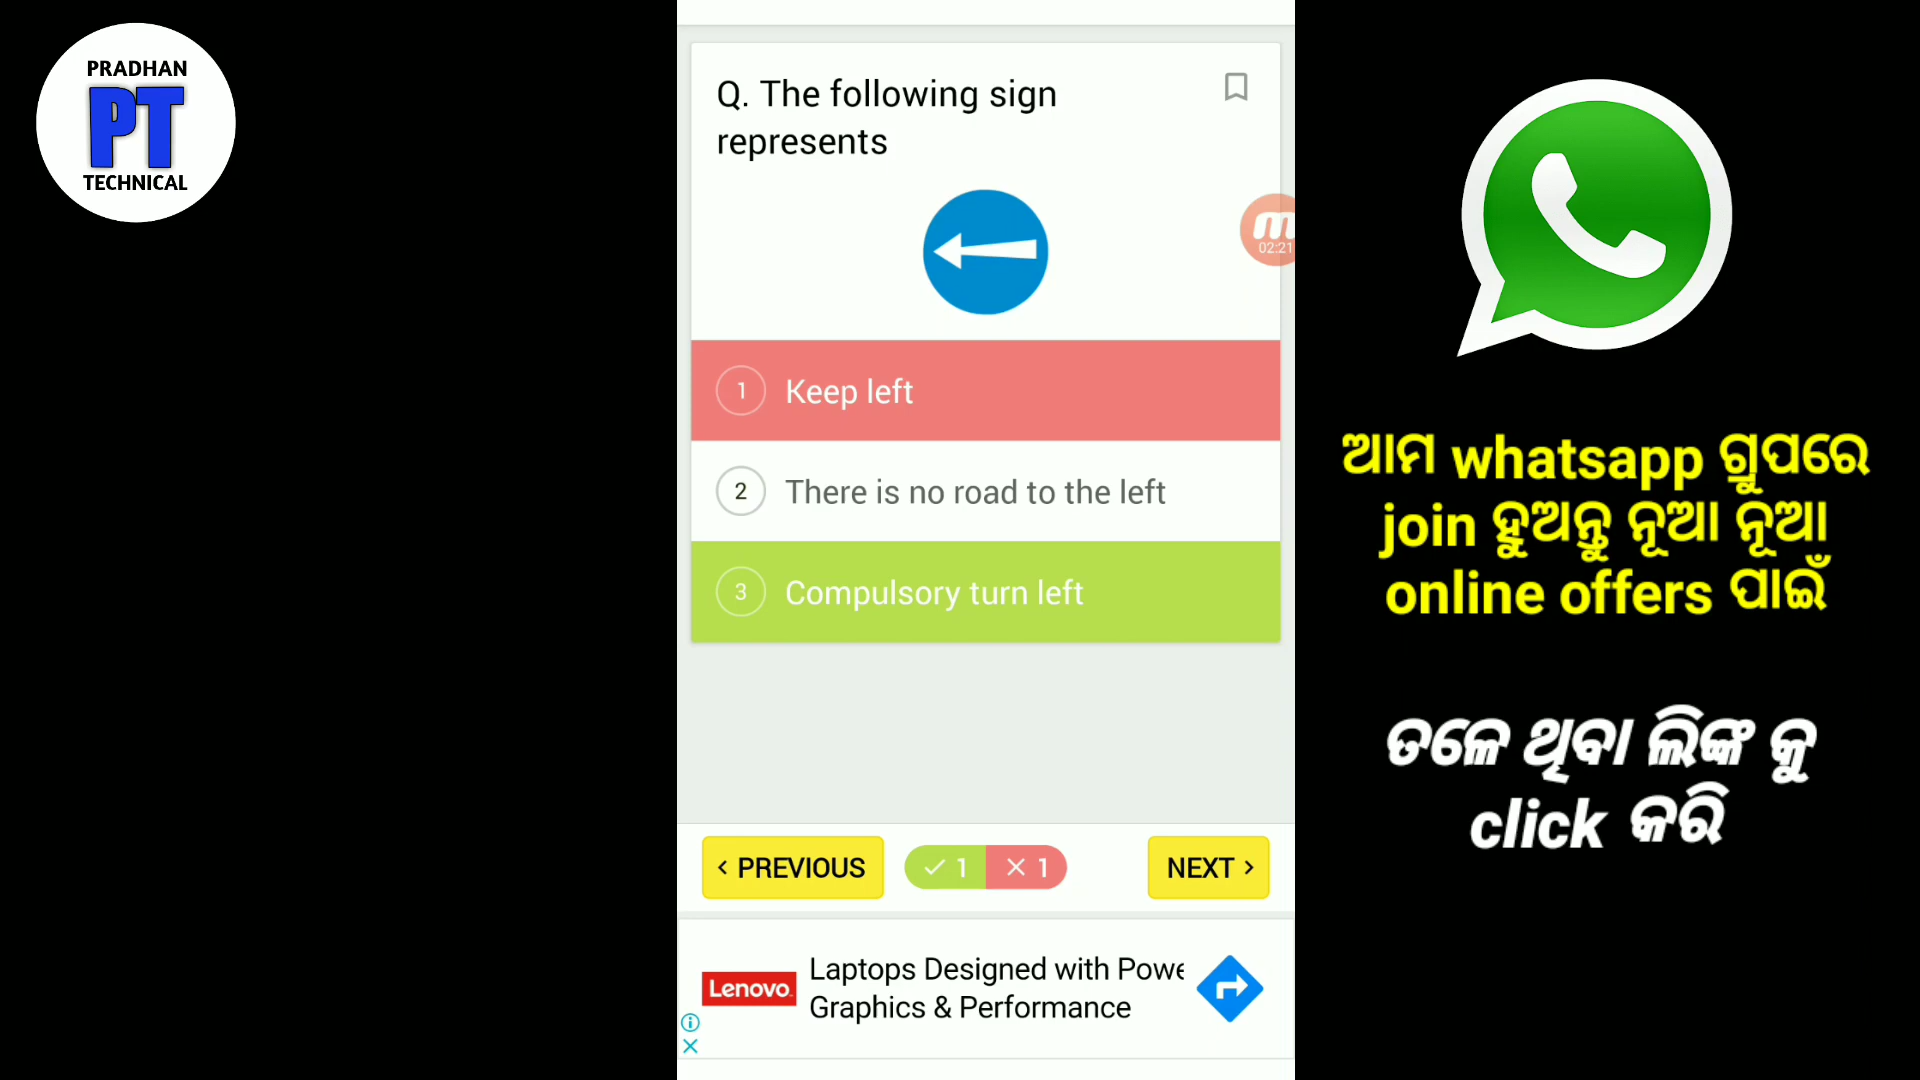 PRADHAN
PT
TECHNICAL
Q. The following sign
represents
02:21
1 Keep left
2 There is no road to the left
3 Compulsory turn left
‹ PREVIOUS
✓ 1
✕ 1
NEXT ›
Lenovo
Laptops Designed with Powe
Graphics & Performance
ଆମ whatsapp ଗ୍ରୁପରେ
join ହୁଅନ୍ତୁ ନୂଆ ନୂଆ
online offers ପାଇଁ
ତଳେ ଥିବା ଲିଙ୍କ କୁ
click କରି